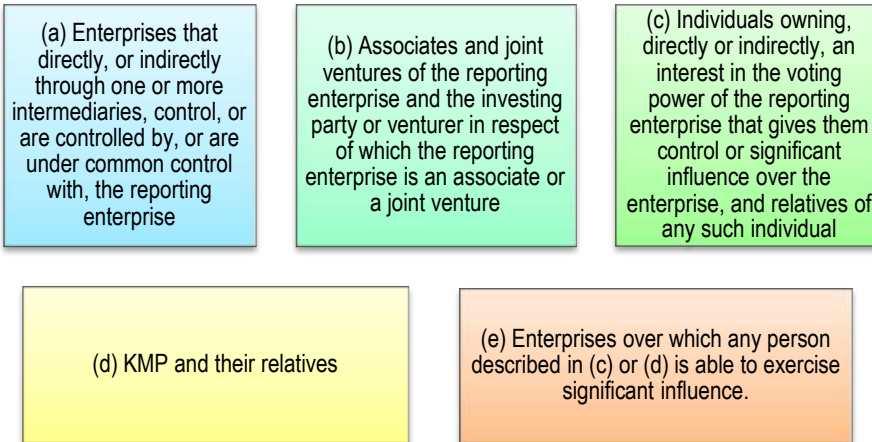 (a) Enterprises that
directly, or indirectly
through one or more
intermediaries, control, or
are controlled by, or are
under common control
with, the reporting
enterprise
(b) Associates and joint
ventures of the reporting
enterprise and the investing
party or venturer in respect
of which the reporting
enterprise is an associate or
a joint venture
(c) Individuals owning,
directly or indirectly, an
interest in the voting
power of the reporting
enterprise that gives them
control or significant
influence over the
enterprise, and relatives of
any such individual
(d) KMP and their relatives
(e) Enterprises over which any person
described in (c) or (d) is able to exercise
significant influence.